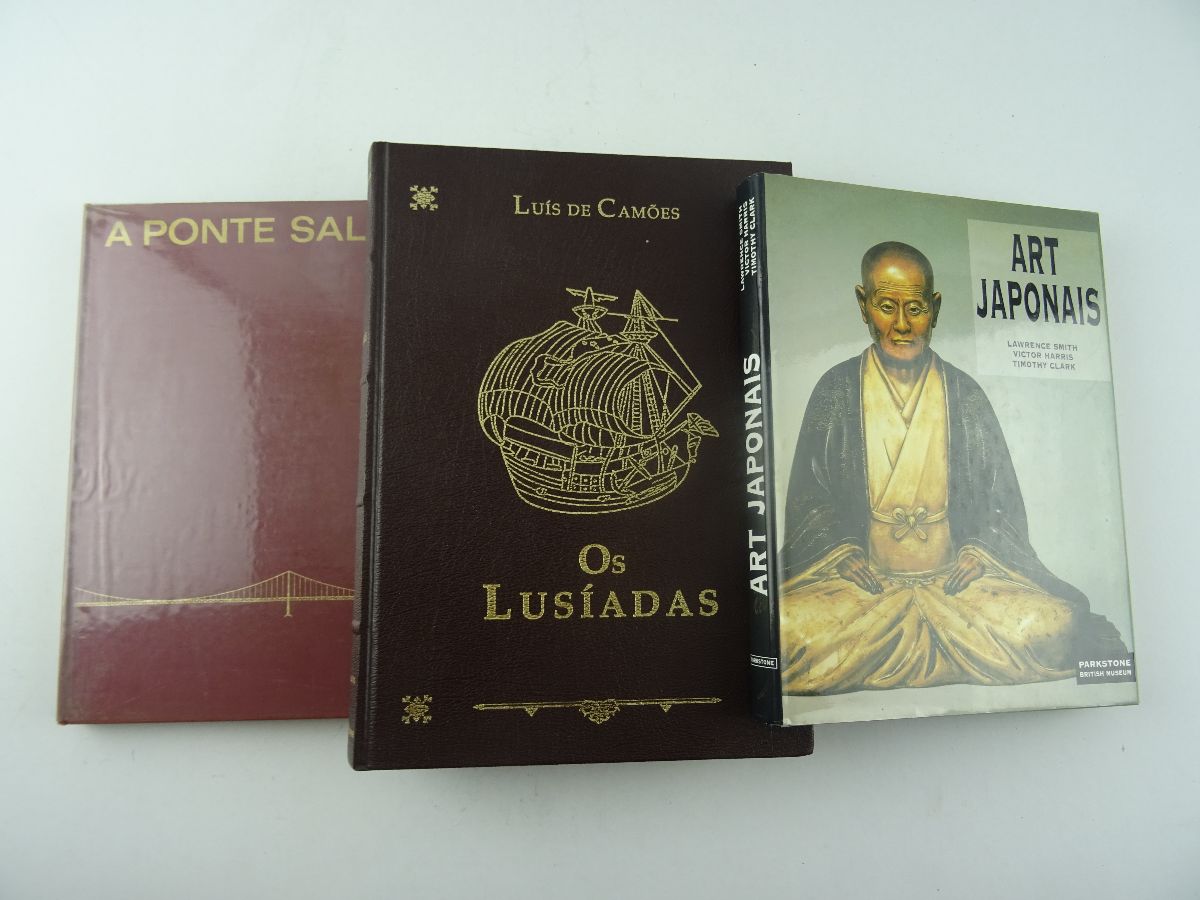 A PONTE SAL
LUÍS DE CAMÕES
OS
LUSÍADAS
LAWRENCE SMITH
VICTOR HARRIS
TIMOTHY CLARK
ART JAPONAIS
PARKSTONE
ART
JAPONAIS
LAWRENCE SMITH
VICTOR HARRIS
TIMOTHY CLARK
PARKSTONE
BRITISH MUSEUM